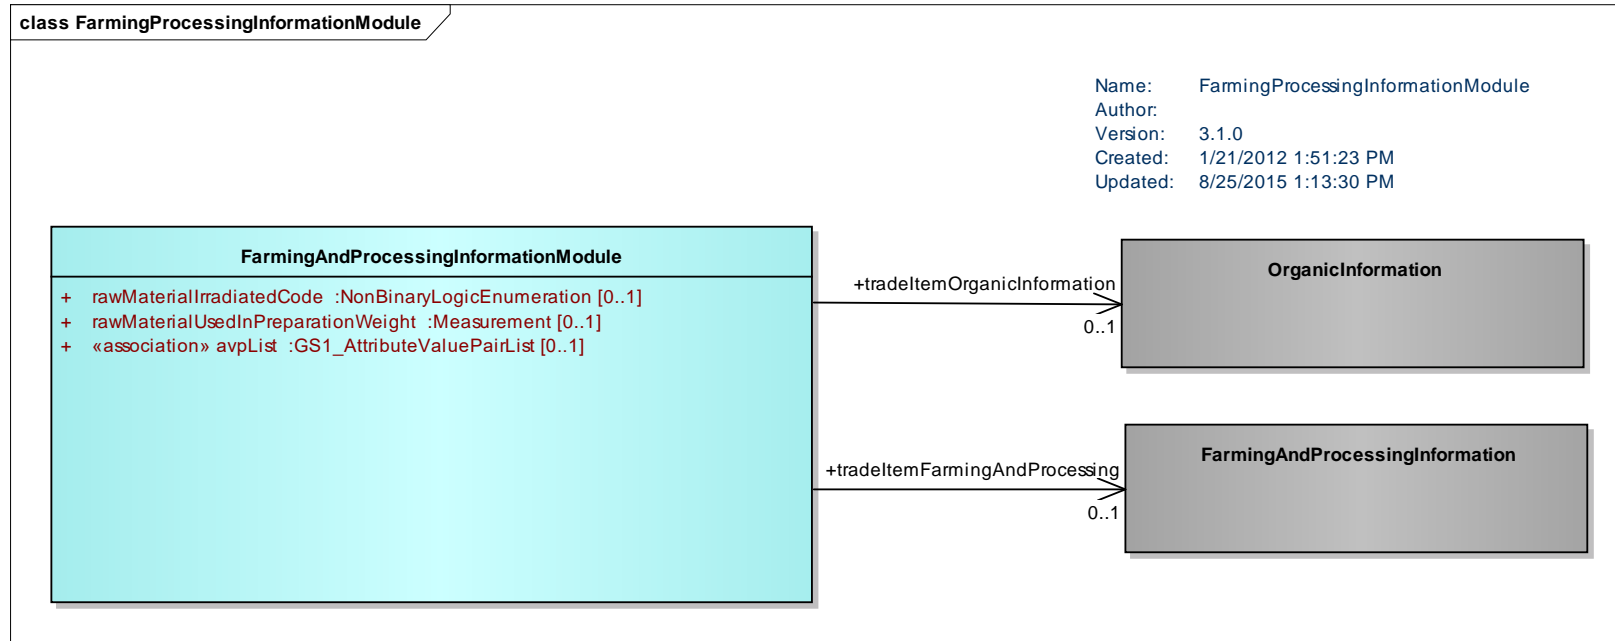 class FarmingProcessingInformationModule
Name: FarmingProcessingInformationModule
Author:
Version: 3.1.0
Created: 1/21/2012 1:51:23 PM
Updated: 8/25/2015 1:13:30 PM
FarmingAndProcessingInformationModule
+ rawMaterialIrradiatedCode :NonBinaryLogicEnumeration [0..1]
+ rawMaterialUsedInPreparationWeight :Measurement [0..1]
+ «association» avpList :GS1_AttributeValuePairList [0..1]
+tradeItemOrganicInformation
0..1
OrganicInformation
+tradeItemFarmingAndProcessing
0..1
FarmingAndProcessingInformation